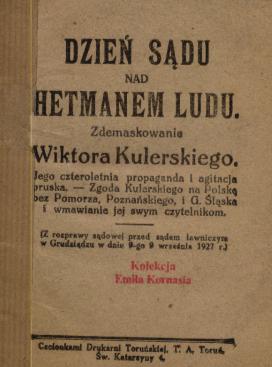 DZIEŃ SĄDU
NAD
HETMANEM LUDU.
Zdemaskowanie
Wiktora Kulerskiego.
Jego czteroletnia propaganda i agitacja
pruska. — Zgoda Kulerskiego na Polskę
bez Pomorza, Poznańskiego, i G. Śląska
i wmawianie jej swym czytelnikom.
(Z rozprawy sądowej przed sądem ławniczym
w Grudziądzu w dnie 9-go 9 września 1927 r.)
Kolekcja
Emila Kornasia
Czcionkami Drukarni Toruńskiej, T. A. Toruń,
Św. Katarzyny 4.